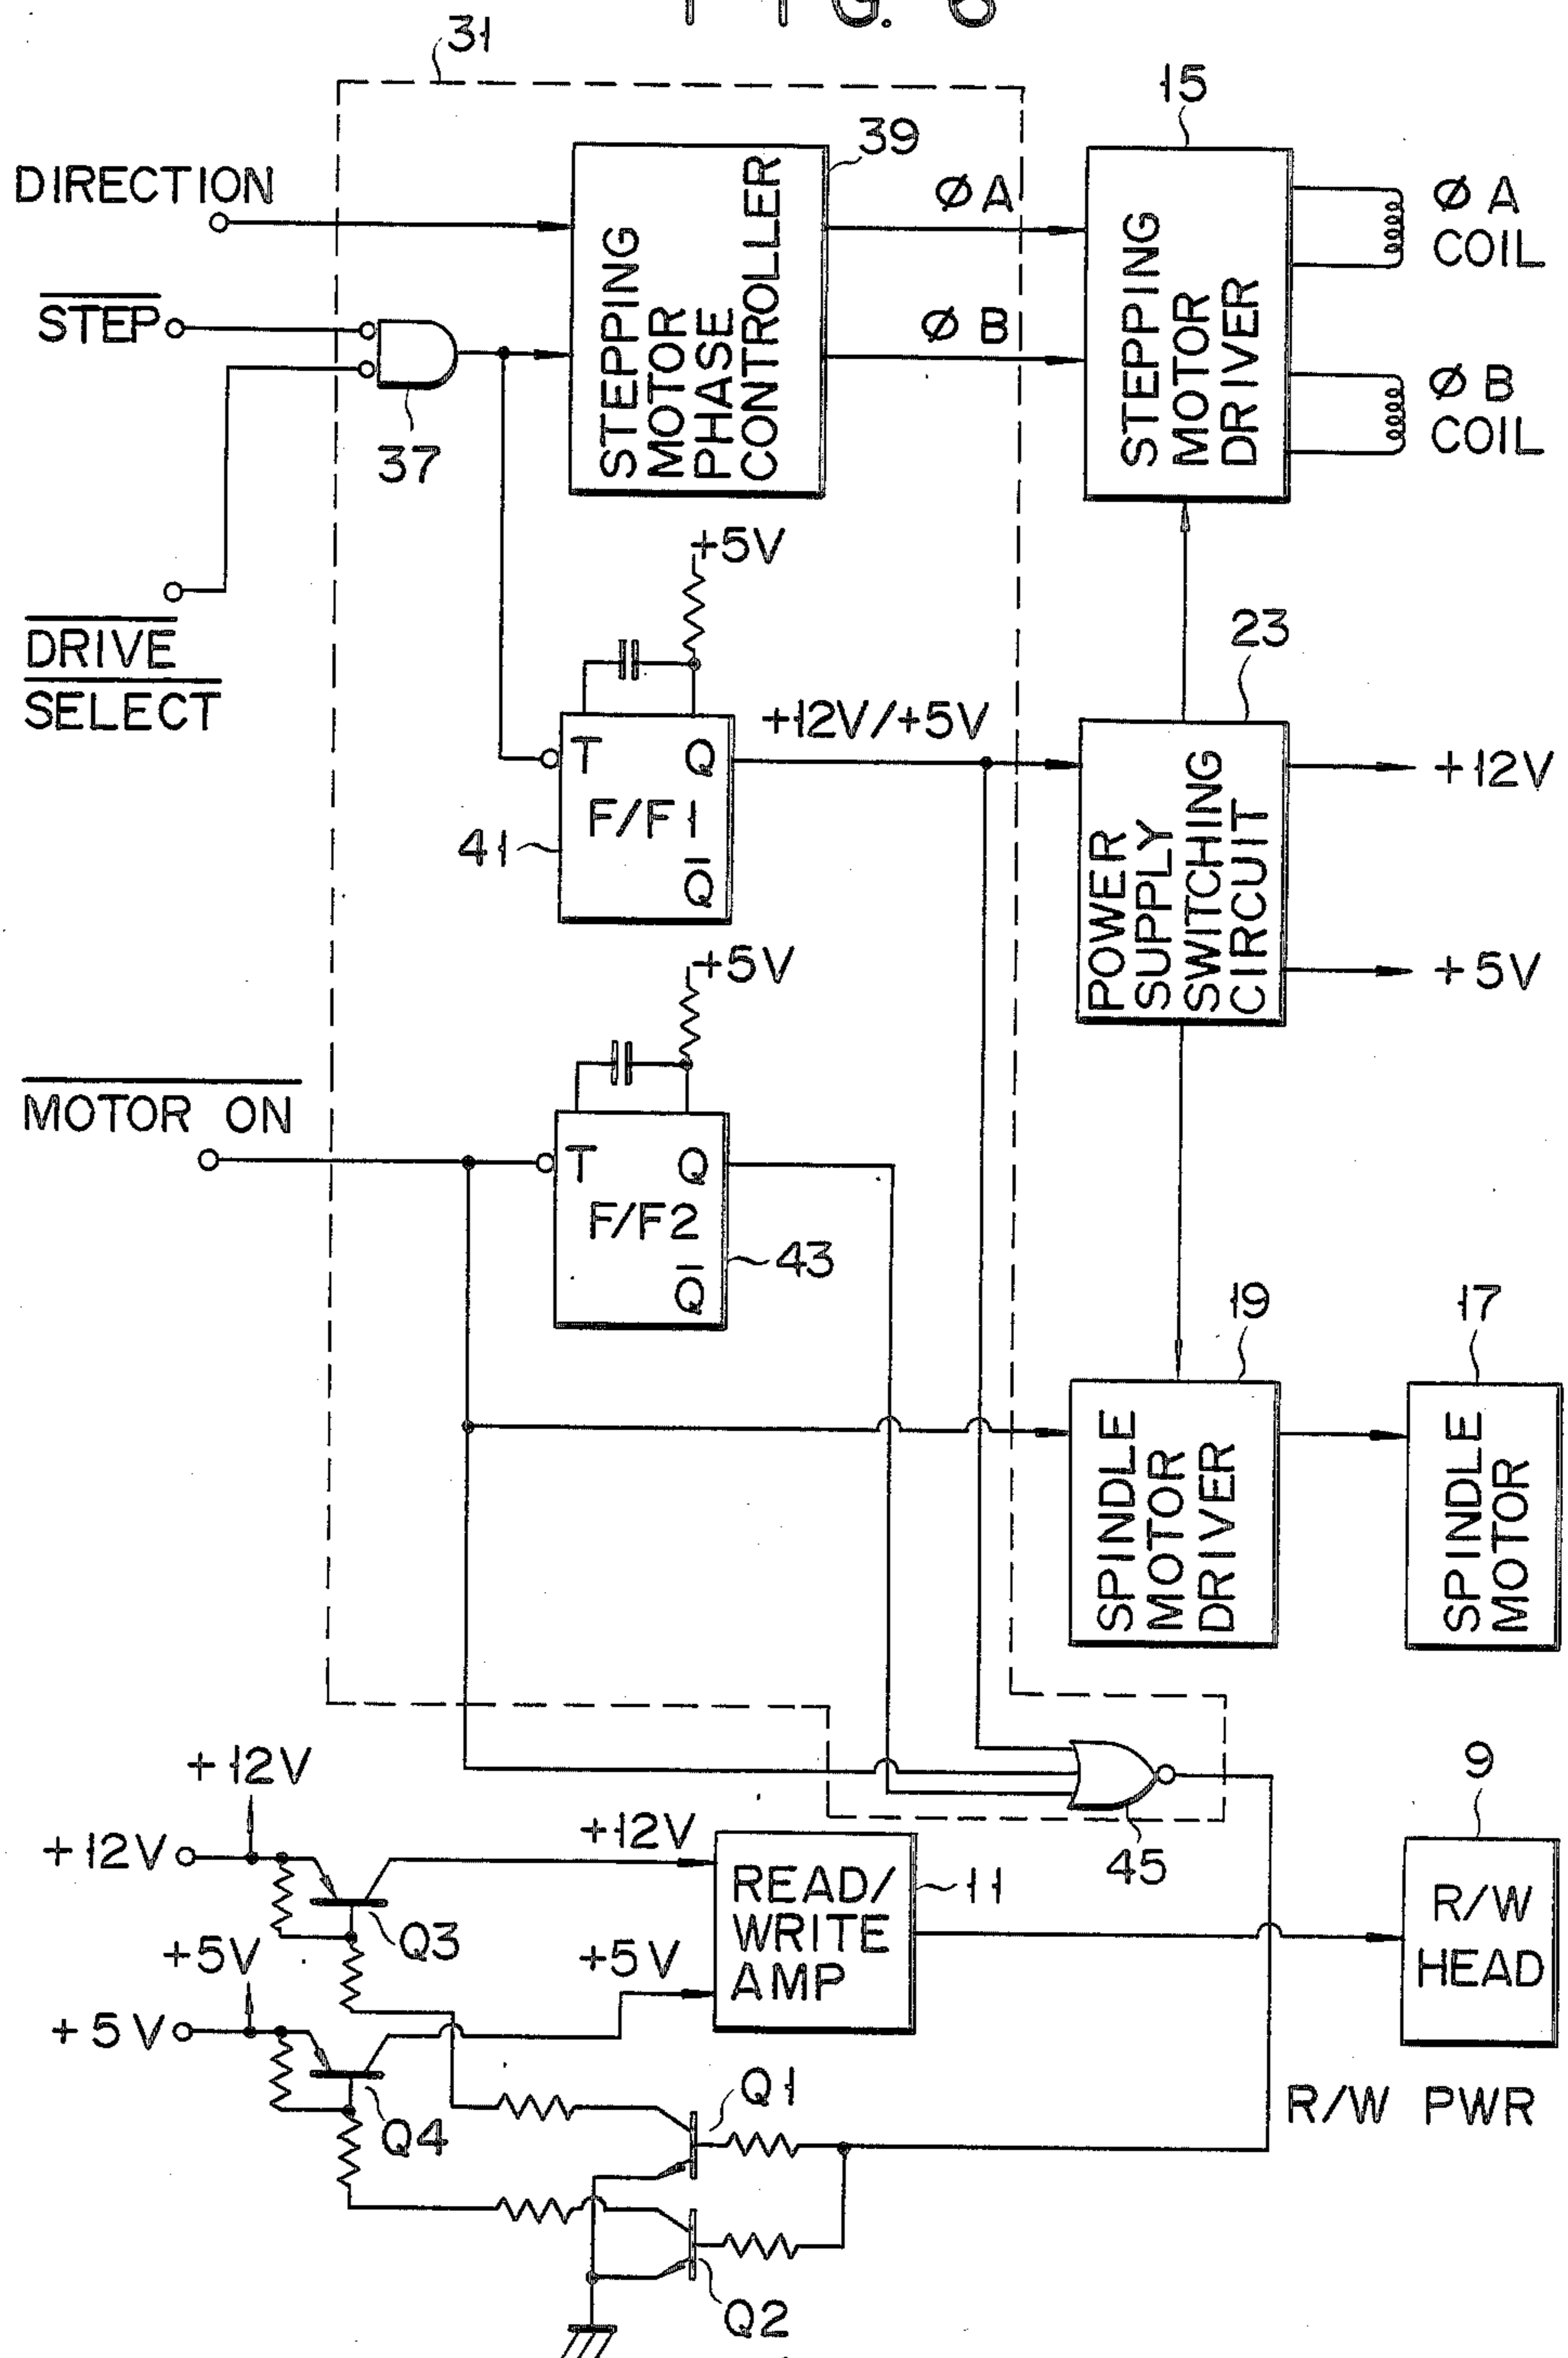 FIG. 6
31
15
39
DIRECTION
STEPPING
MOTOR
PHASE
CONTROLLER
ØA
STEPPING
MOTOR
DRIVER
ØA
COIL
STEP
ØB
ØB
COIL
37
+5V
DRIVE
SELECT
23
+12V/+5V
T Q
F/F1
Q̅
41
POWER
SUPPLY
SWITCHING
CIRCUIT
+12V
+5V
+5V
MOTOR ON
T Q
F/F2
Q̅
43
19
17
SPINDLE
MOTOR
DRIVER
SPINDLE
MOTOR
+12V
9
+12V
+12V
45
READ/
WRITE
AMP
11
R/W
HEAD
Q3
+5V
+5V
+5V
Q4
Q1
R/W PWR
Q2